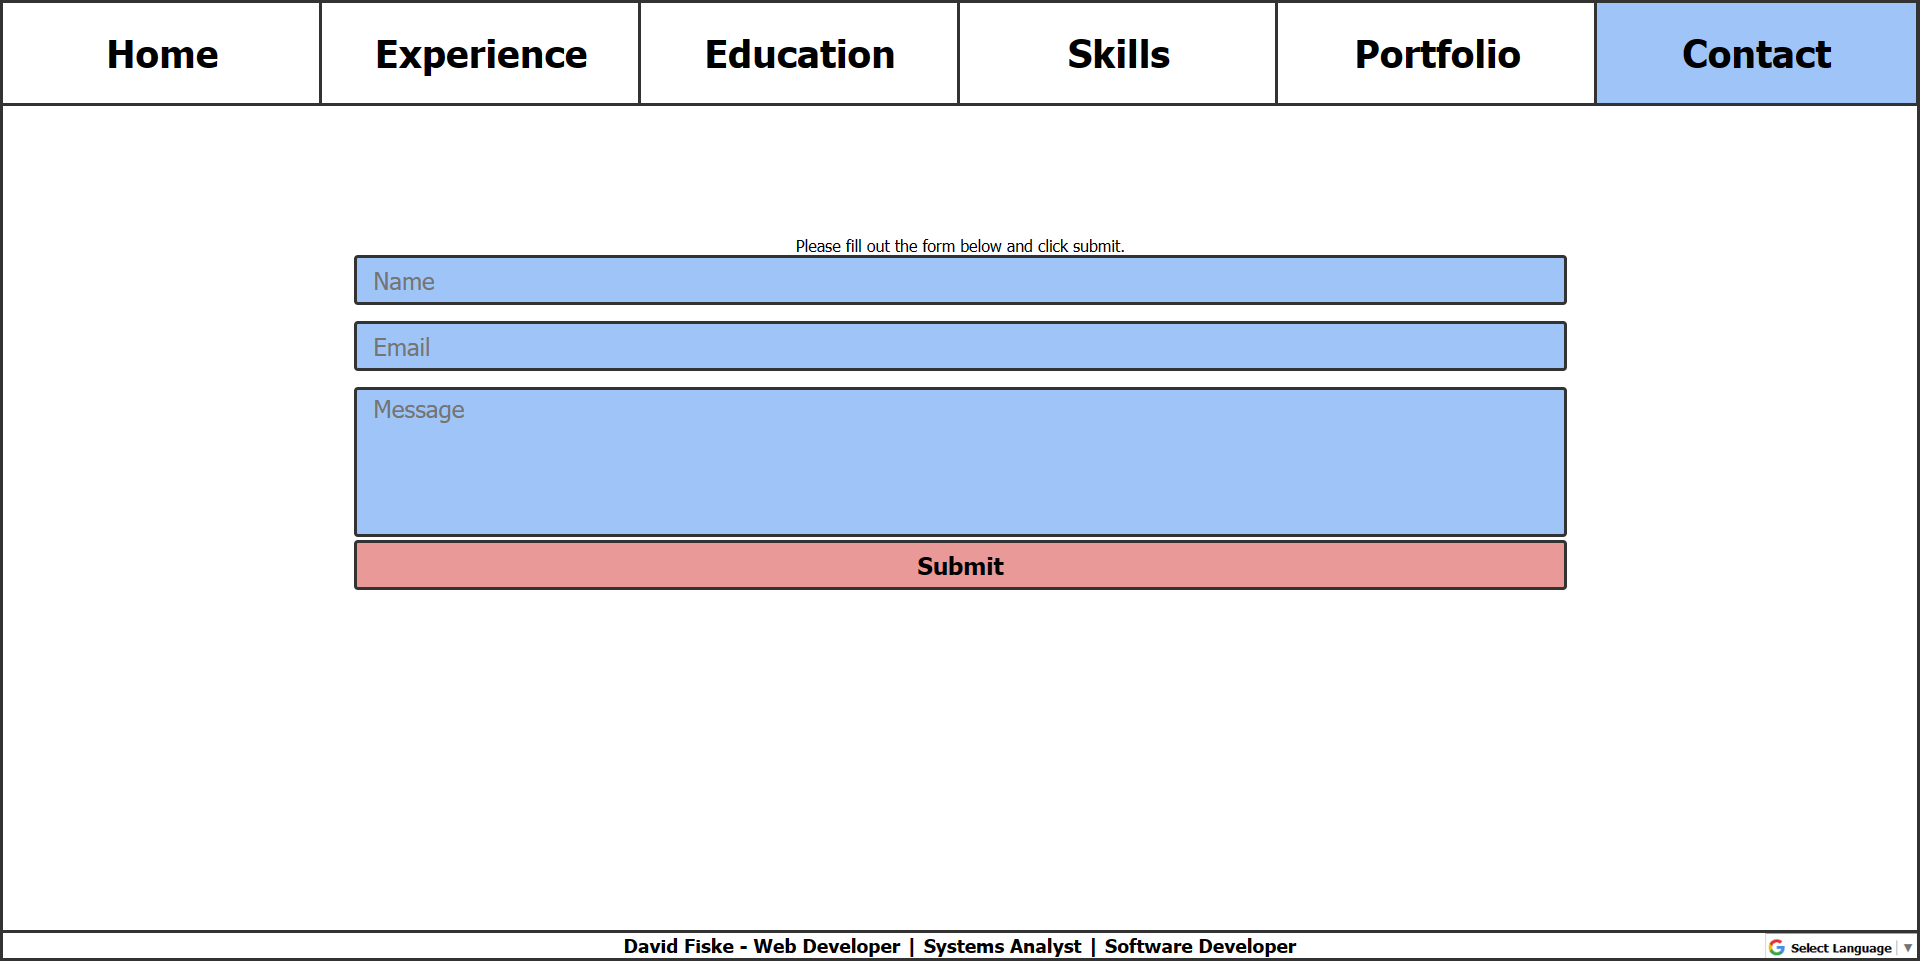 Home Experience Education Skills Portfolio Contact
Please fill out the form below and click submit.
Name
Email
Message
Submit
David Fiske - Web Developer | Systems Analyst | Software Developer
Select Language ▼